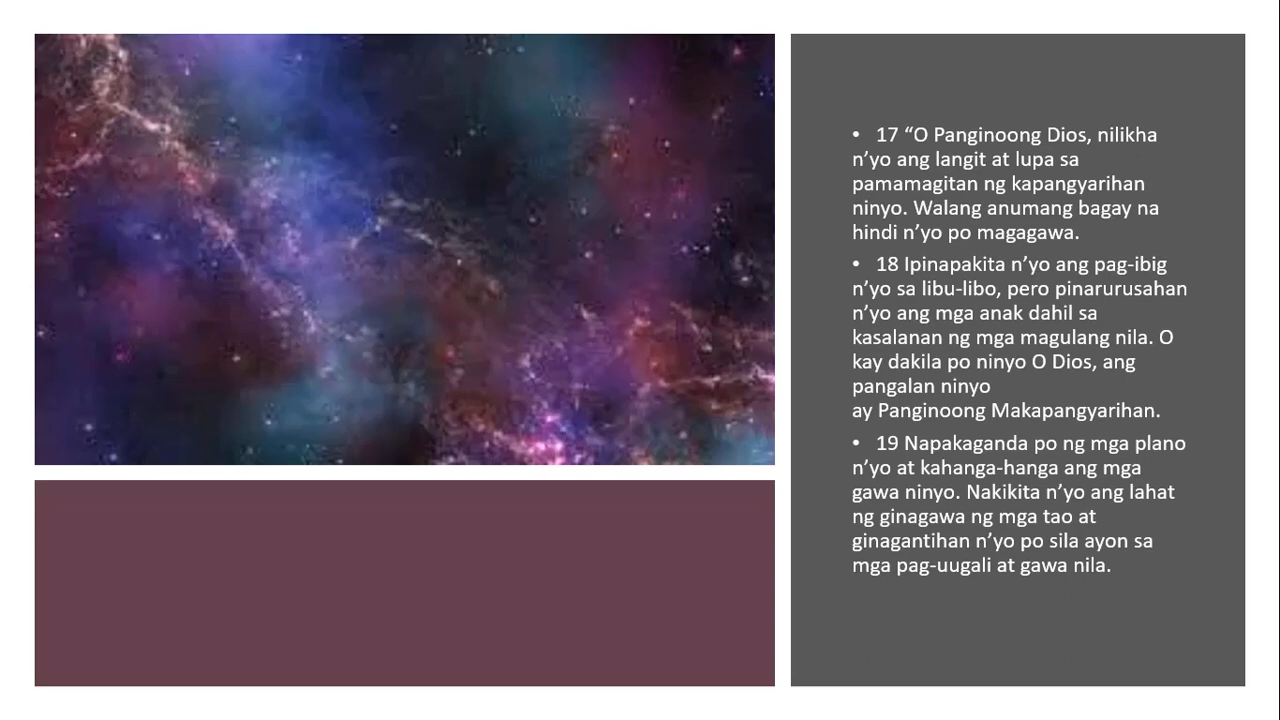 • 17 “O Panginoong Dios, nilikha
n’yo ang langit at lupa sa
pamamagitan ng kapangyarihan
ninyo. Walang anumang bagay na
hindi n’yo po magagawa.
• 18 Ipinapakita n’yo ang pag-ibig
n’yo sa libu-libo, pero pinarurusahan
n’yo ang mga anak dahil sa
kasalanan ng mga magulang nila. O
kay dakila po ninyo O Dios, ang
pangalan ninyo
ay Panginoong Makapangyarihan.
• 19 Napakaganda po ng mga plano
n’yo at kahanga-hanga ang mga
gawa ninyo. Nakikita n’yo ang lahat
ng ginagawa ng mga tao at
ginagantihan n’yo po sila ayon sa
mga pag-uugali at gawa nila.